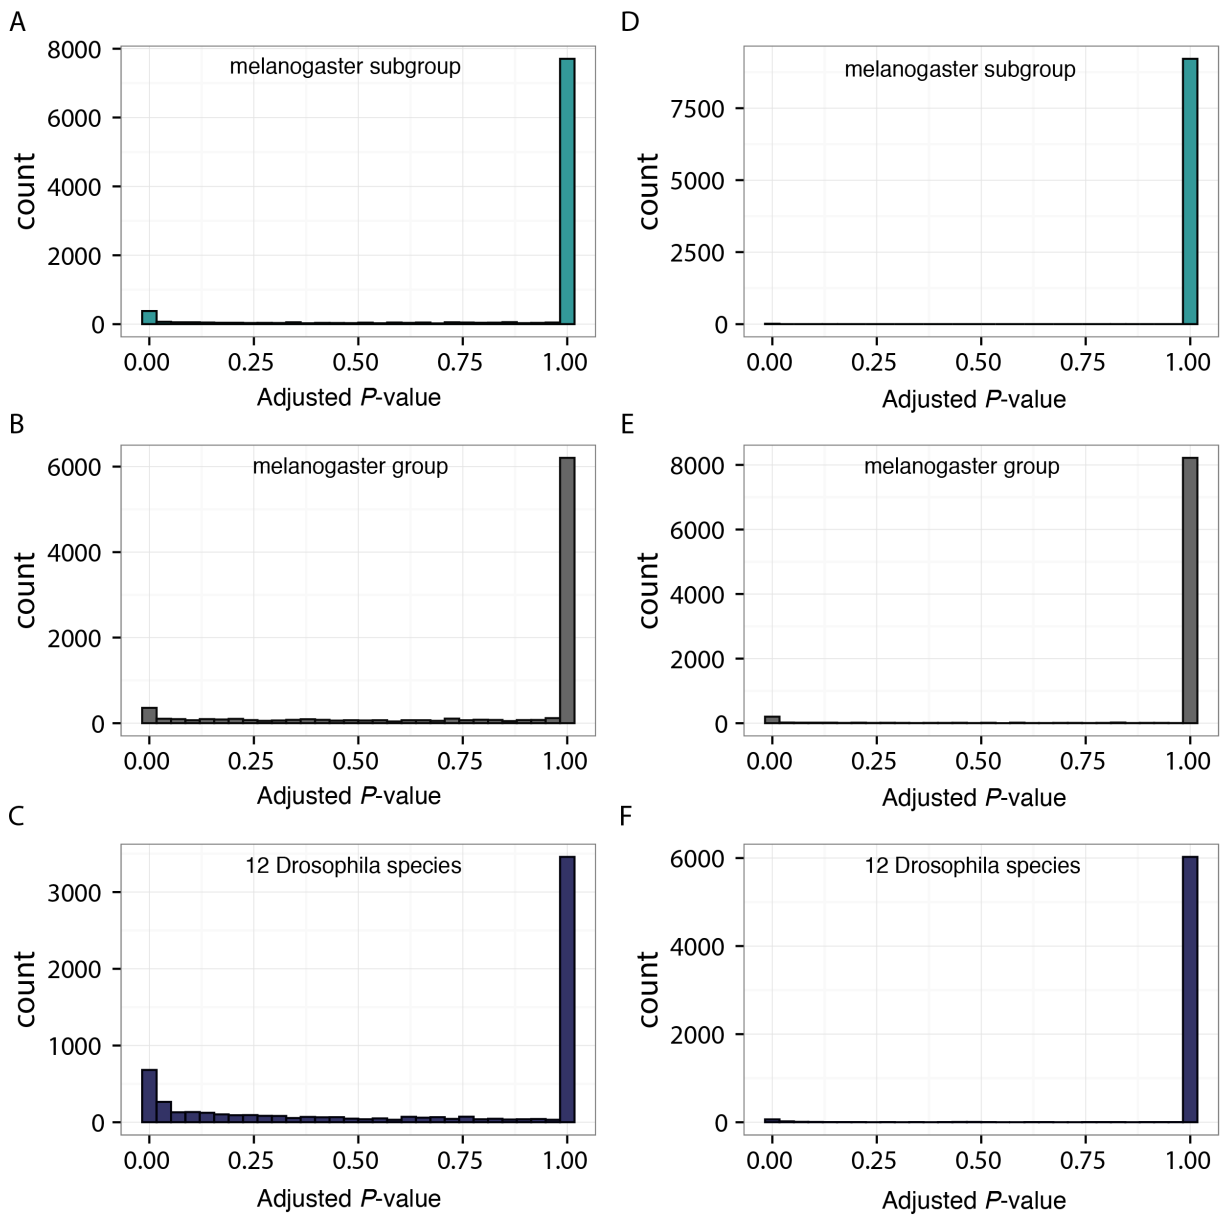 A
melanogaster subgroup
count
8000
6000
4000
2000
0
0.00 0.25 0.50 0.75 1.00
Adjusted P-value
D
melanogaster subgroup
count
7500
5000
2500
0
0.00 0.25 0.50 0.75 1.00
Adjusted P-value
B
melanogaster group
count
6000
4000
2000
0
0.00 0.25 0.50 0.75 1.00
Adjusted P-value
E
melanogaster group
count
8000
6000
4000
2000
0
0.00 0.25 0.50 0.75 1.00
Adjusted P-value
C
12 Drosophila species
count
3000
2000
1000
0
0.00 0.25 0.50 0.75 1.00
Adjusted P-value
F
12 Drosophila species
count
6000
4000
2000
0
0.00 0.25 0.50 0.75 1.00
Adjusted P-value